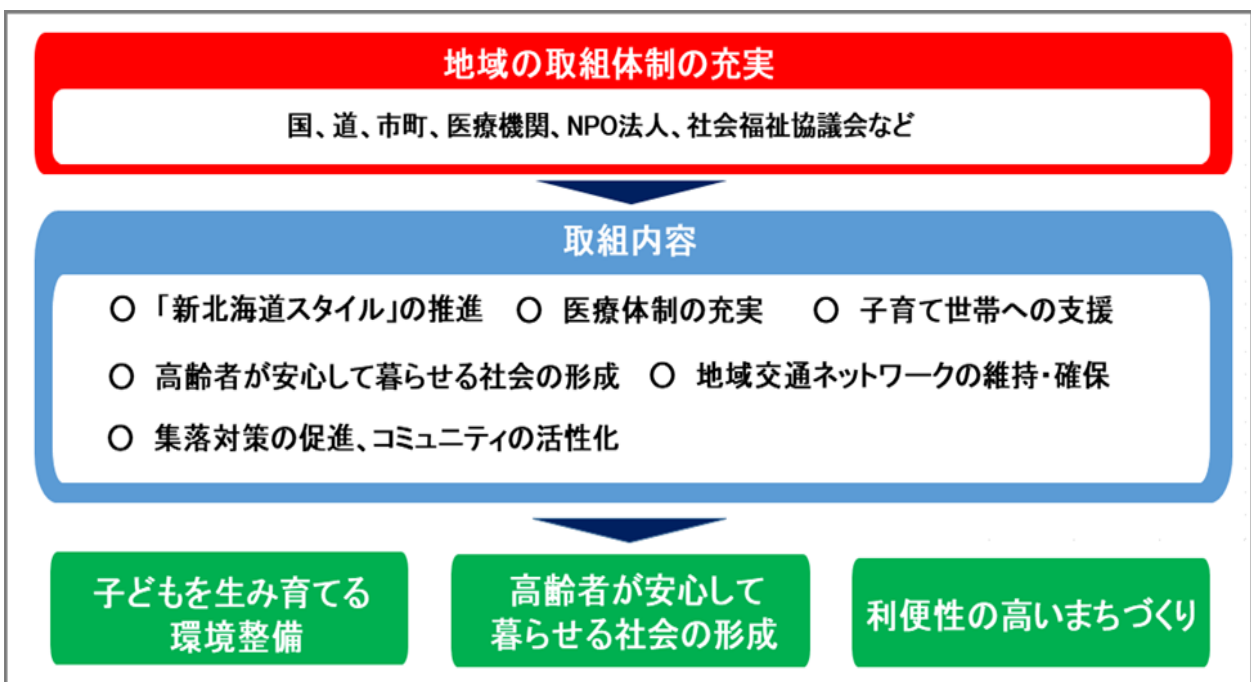 地域の取組体制の充実
国、道、市町、医療機関、NPO法人、社会福祉協議会など
取組内容
○ 「新北海道スタイル」の推進 ○ 医療体制の充実 ○ 子育て世帯への支援
○ 高齢者が安心して暮らせる社会の形成 ○ 地域交通ネットワークの維持・確保
○ 集落対策の促進、コミュニティの活性化
子どもを生み育てる
環境整備
高齢者が安心して
暮らせる社会の形成
利便性の高いまちづくり